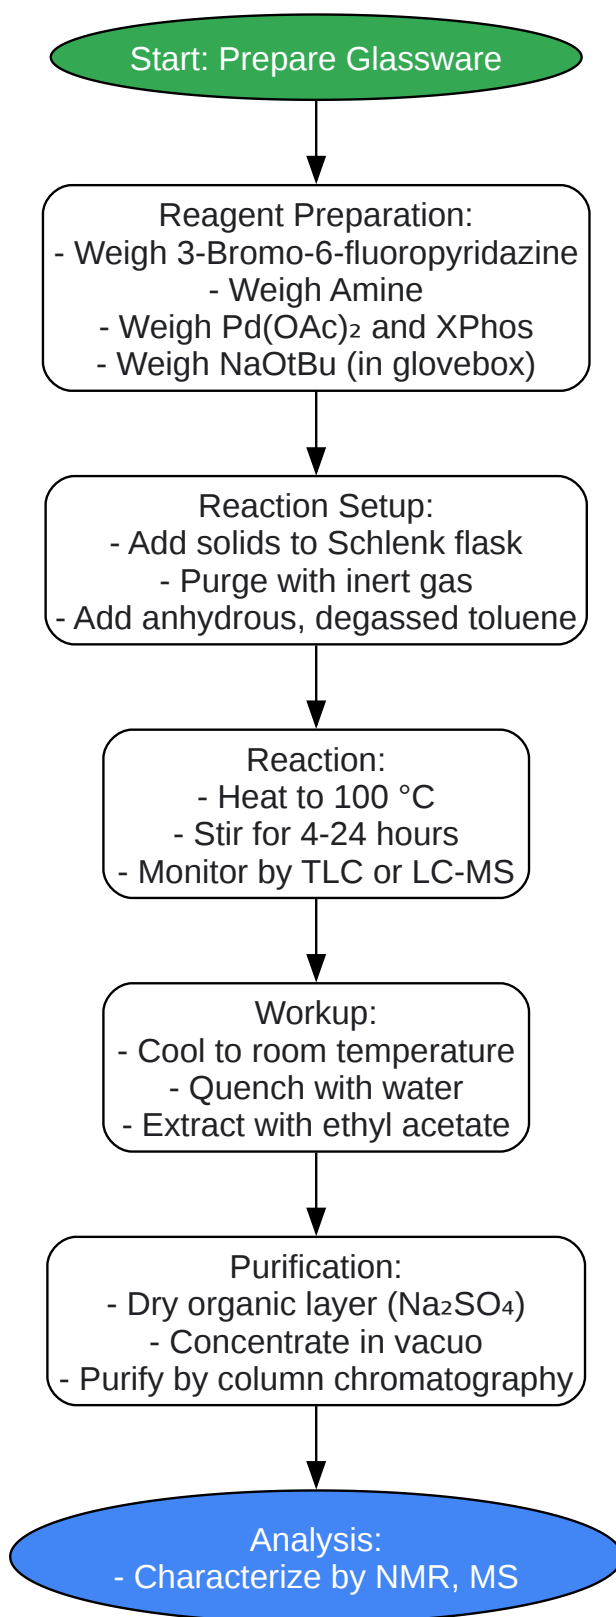 Start: Prepare Glassware
Reagent Preparation:
- Weigh 3-Bromo-6-fluoropyridazine
- Weigh Amine
- Weigh Pd(OAc)₂ and XPhos
- Weigh NaOtBu (in glovebox)
Reaction Setup:
- Add solids to Schlenk flask
- Purge with inert gas
- Add anhydrous, degassed toluene
Reaction:
- Heat to 100 °C
- Stir for 4-24 hours
- Monitor by TLC or LC-MS
Workup:
- Cool to room temperature
- Quench with water
- Extract with ethyl acetate
Purification:
- Dry organic layer (Na₂SO₄)
- Concentrate in vacuo
- Purify by column chromatography
Analysis:
- Characterize by NMR, MS